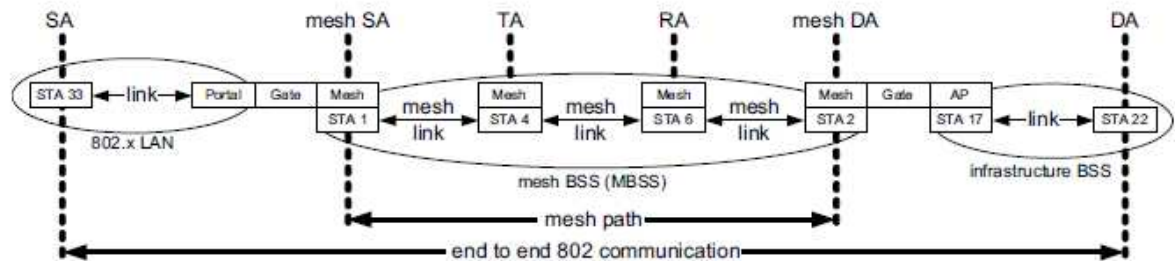 SA mesh SA TA RA mesh DA DA
STA 33 link Portal Gate Mesh Mesh Mesh Mesh Gate AP
STA 1 mesh link STA 4 mesh link STA 6 mesh link STA 2 STA 17 link STA 22
802.x LAN
mesh BSS (MBSS)
infrastructure BSS
mesh path
end to end 802 communication